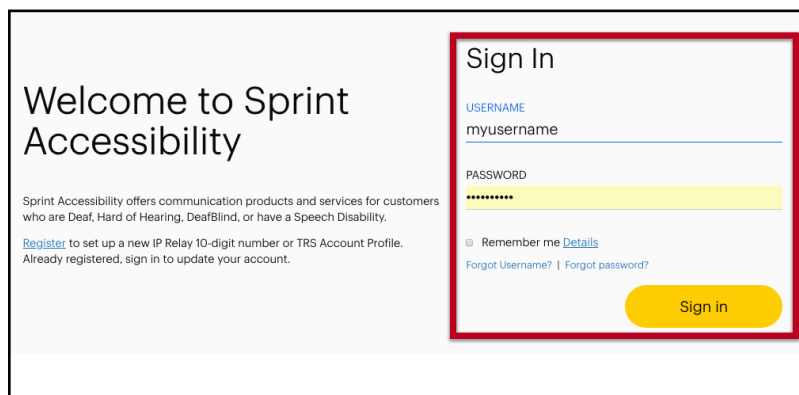 Welcome to Sprint
Accessibility
Sprint Accessibility offers communication products and services for customers
who are Deaf, Hard of Hearing, DeafBlind, or have a Speech Disability.
Register to set up a new IP Relay 10-digit number or TRS Account Profile.
Already registered, sign in to update your account.
Sign In
USERNAME
myusername
PASSWORD
••••••••••
Remember me Details
Forgot Username? | Forgot password?
Sign in